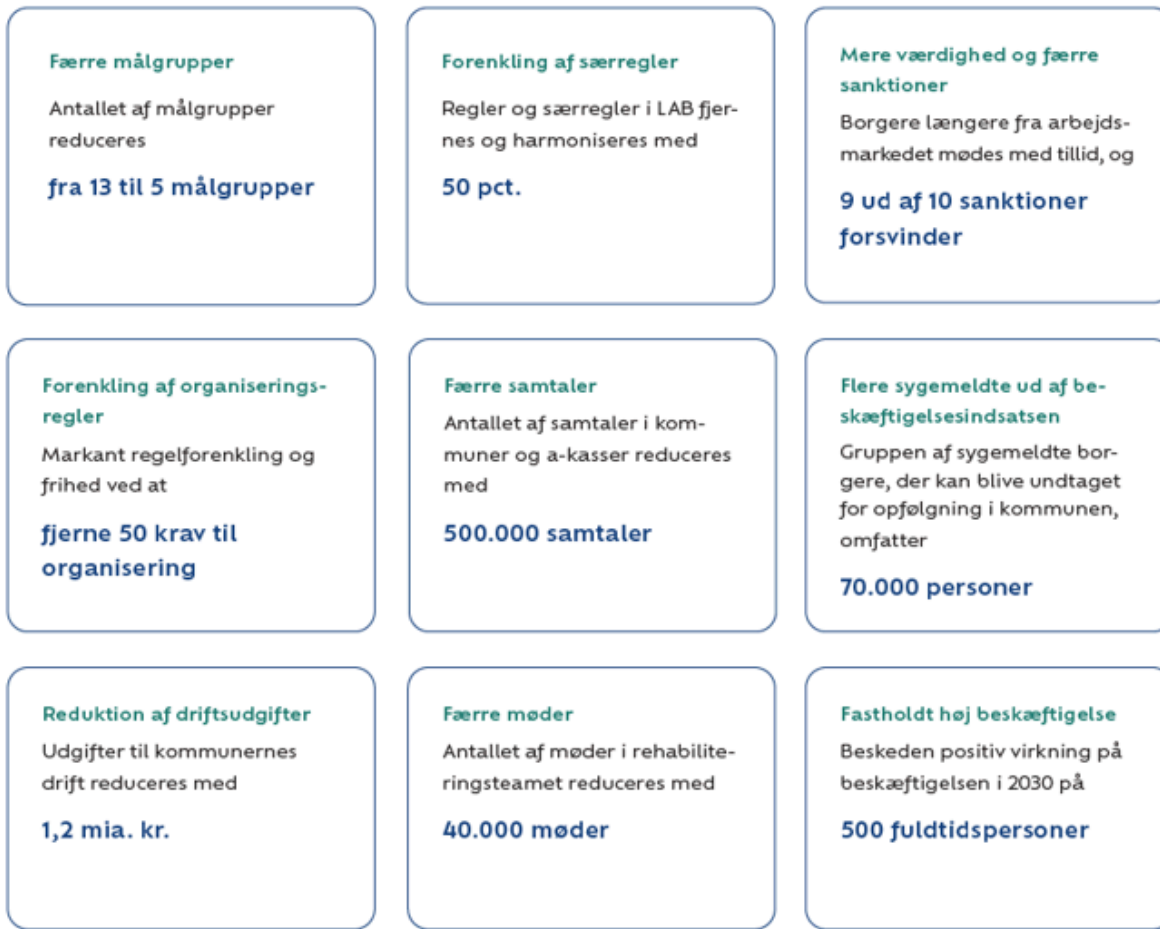 Færre målgrupper
Antallet af målgrupper
reduceres
fra 13 til 5 målgrupper
Forenkling af særregler
Regler og særregler i LAB fjer-
nes og harmoniseres med
50 pct.
Mere værdighed og færre
sanktioner
Borgere længere fra arbejds-
markedet mødes med tillid, og
9 ud af 10 sanktioner
forsvinder
Forenkling af organiserings-
regler
Markant regelforenkling og
frihed ved at
fjerne 50 krav til
organisering
Færre samtaler
Antallet af samtaler i kom-
muner og a-kasser reduceres
med
500.000 samtaler
Flere sygemeldte ud af be-
skæftigelsesindsatsen
Gruppen af sygemeldte bor-
gere, der kan blive undtaget
for opfølgning i kommunen,
omfatter
70.000 personer
Reduktion af driftsudgifter
Udgifter til kommunernes
drift reduceres med
1,2 mia. kr.
Færre møder
Antallet af møder i rehabilite-
ringsteamet reduceres med
40.000 møder
Fastholdt høj beskæftigelse
Beskeden positiv virkning på
beskæftigelsen i 2030 på
500 fuldtidspersoner